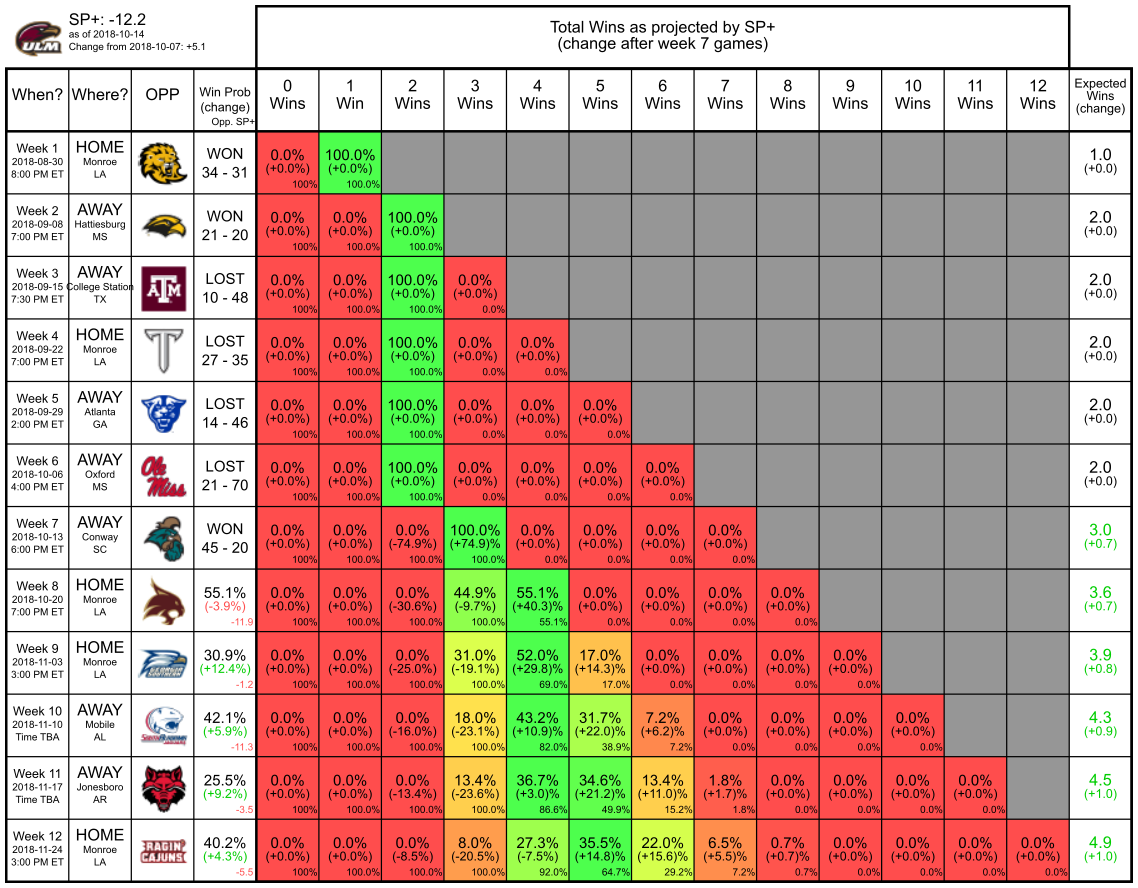 SP+: -12.2
as of 2018-10-14
Change from 2018-10-07: +5.1
ULM
Total Wins as projected by SP+
(change after week 7 games)
When? Where? OPP Win Prob (change) Opp. SP+ 0 Wins 1 Win 2 Wins 3 Wins 4 Wins 5 Wins 6 Wins 7 Wins 8 Wins 9 Wins 10 Wins 11 Wins 12 Wins Expected Wins (change)
Week 1 HOME WON 0.0% 100.0% 1.0
2018-08-30 Monroe (+0.0%) (+0.0%) (+0.0)
8:00 PM ET LA 34 - 31 100% 100.0%
Week 2 AWAY WON 0.0% 0.0% 100.0% 2.0
2018-09-08 Hattiesburg (+0.0%) (+0.0%) (+0.0%) (+0.0)
7:00 PM ET MS 21 - 20 100% 100.0% 100.0%
Week 3 AWAY LOST 0.0% 0.0% 100.0% 0.0% 2.0
2018-09-15 College Station ATM (+0.0%) (+0.0%) (+0.0%) (+0.0%) (+0.0)
7:30 PM ET TX 10 - 48 100% 100.0% 100.0% 0.0%
Week 4 HOME T LOST 0.0% 0.0% 100.0% 0.0% 0.0% 2.0
2018-09-22 Monroe (+0.0%) (+0.0%) (+0.0%) (+0.0%) (+0.0%) (+0.0)
7:00 PM ET LA 27 - 35 100% 100.0% 100.0% 0.0% 0.0%
Week 5 AWAY LOST 0.0% 0.0% 100.0% 0.0% 0.0% 0.0% 2.0
2018-09-29 Atlanta (+0.0%) (+0.0%) (+0.0%) (+0.0%) (+0.0%) (+0.0%) (+0.0)
2:00 PM ET GA 14 - 46 100% 100.0% 100.0% 0.0% 0.0% 0.0%
Week 6 AWAY Ole LOST 0.0% 0.0% 100.0% 0.0% 0.0% 0.0% 0.0% 2.0
2018-10-06 Oxford Miss (+0.0%) (+0.0%) (+0.0%) (+0.0%) (+0.0%) (+0.0%) (+0.0%) (+0.0)
4:00 PM ET MS 21 - 70 100% 100.0% 100.0% 0.0% 0.0% 0.0% 0.0%
Week 7 AWAY WON 0.0% 0.0% 0.0% 100.0% 0.0% 0.0% 0.0% 0.0% 3.0
2018-10-13 Conway (+0.0%) (+0.0%) (-74.9%) (+74.9)% (+0.0%) (+0.0%) (+0.0%) (+0.0%) (+0.7)
6:00 PM ET SC 45 - 20 100% 100.0% 100.0% 100.0% 0.0% 0.0% 0.0% 0.0%
Week 8 HOME 55.1% 0.0% 0.0% 0.0% 44.9% 55.1% 0.0% 0.0% 0.0% 0.0% 3.6
2018-10-20 Monroe (-3.9%) (+0.0%) (+0.0%) (-30.6%) (-9.7%) (+40.3)% (+0.0%) (+0.0%) (+0.0%) (+0.0%) (+0.7)
7:00 PM ET LA -11.9 100% 100.0% 100.0% 100.0% 55.1% 0.0% 0.0% 0.0% 0.0%
Week 9 HOME 30.9% 0.0% 0.0% 0.0% 31.0% 52.0% 17.0% 0.0% 0.0% 0.0% 0.0% 3.9
2018-11-03 Monroe (+12.4%) (+0.0%) (+0.0%) (-25.0%) (-19.1%) (+29.8)% (+14.3)% (+0.0%) (+0.0%) (+0.0%) (+0.0%) (+0.8)
3:00 PM ET LA -1.2 100% 100.0% 100.0% 100.0% 69.0% 17.0% 0.0% 0.0% 0.0% 0.0%
Week 10 AWAY 42.1% 0.0% 0.0% 0.0% 18.0% 43.2% 31.7% 7.2% 0.0% 0.0% 0.0% 0.0% 4.3
2018-11-10 Mobile (+5.9%) (+0.0%) (+0.0%) (-16.0%) (-23.1%) (+10.9)% (+22.0)% (+6.2)% (+0.0%) (+0.0%) (+0.0%) (+0.0%) (+0.9)
Time TBA AL -11.3 100% 100.0% 100.0% 100.0% 82.0% 38.9% 7.2% 0.0% 0.0% 0.0% 0.0%
Week 11 AWAY 25.5% 0.0% 0.0% 0.0% 13.4% 36.7% 34.6% 13.4% 1.8% 0.0% 0.0% 0.0% 0.0% 4.5
2018-11-17 Jonesboro (+9.2%) (+0.0%) (+0.0%) (-13.4%) (-23.6%) (+3.0)% (+21.2)% (+11.0)% (+1.7)% (+0.0%) (+0.0%) (+0.0%) (+0.0%) (+1.0)
Time TBA AR -3.5 100% 100.0% 100.0% 100.0% 86.6% 49.9% 15.2% 1.8% 0.0% 0.0% 0.0% 0.0%
Week 12 HOME RAGIN' 40.2% 0.0% 0.0% 0.0% 8.0% 27.3% 35.5% 22.0% 6.5% 0.7% 0.0% 0.0% 0.0% 0.0% 4.9
2018-11-24 Monroe CAJUNS (+4.3%) (+0.0%) (+0.0%) (-8.5%) (-20.5%) (-7.5%) (+14.8)% (+15.6)% (+5.5)% (+0.7)% (+0.0%) (+0.0%) (+0.0%) (+0.0%) (+1.0)
3:00 PM ET LA -5.5 100% 100.0% 100.0% 100.0% 92.0% 64.7% 29.2% 7.2% 0.7% 0.0% 0.0% 0.0% 0.0%